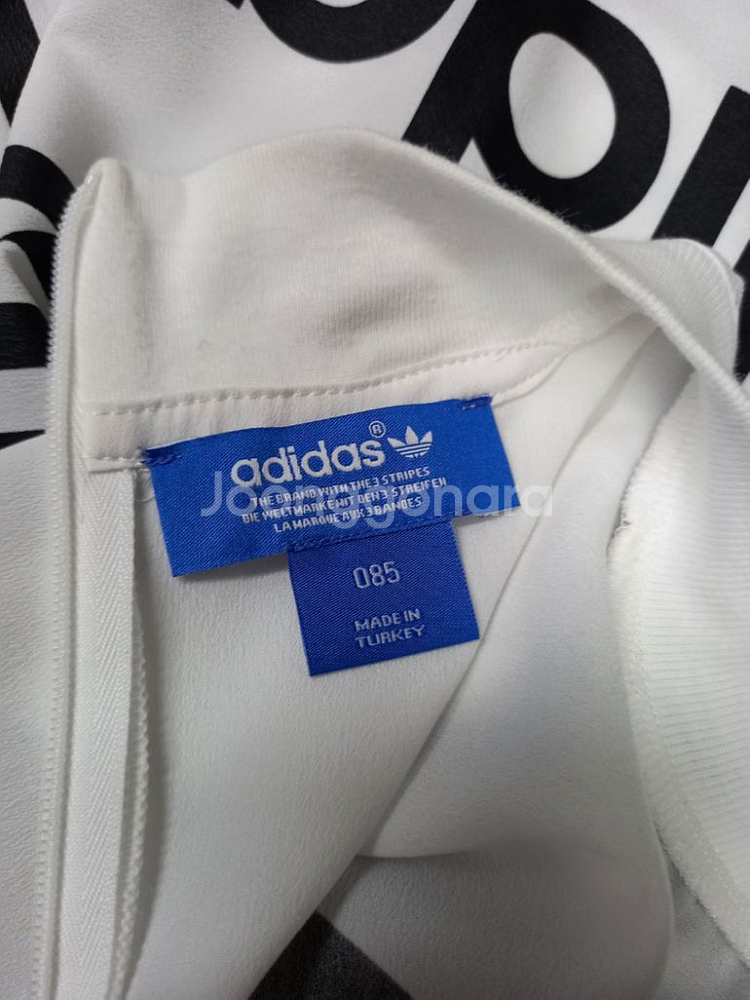 adidas®
THE BRAND WITH THE 3 STRIPES
DIE WELTMARKE MIT DEN 3 STREIFEN
LA MARQUE AUX 3 BANDES
Joonggonara
085
MADE IN
TURKEY